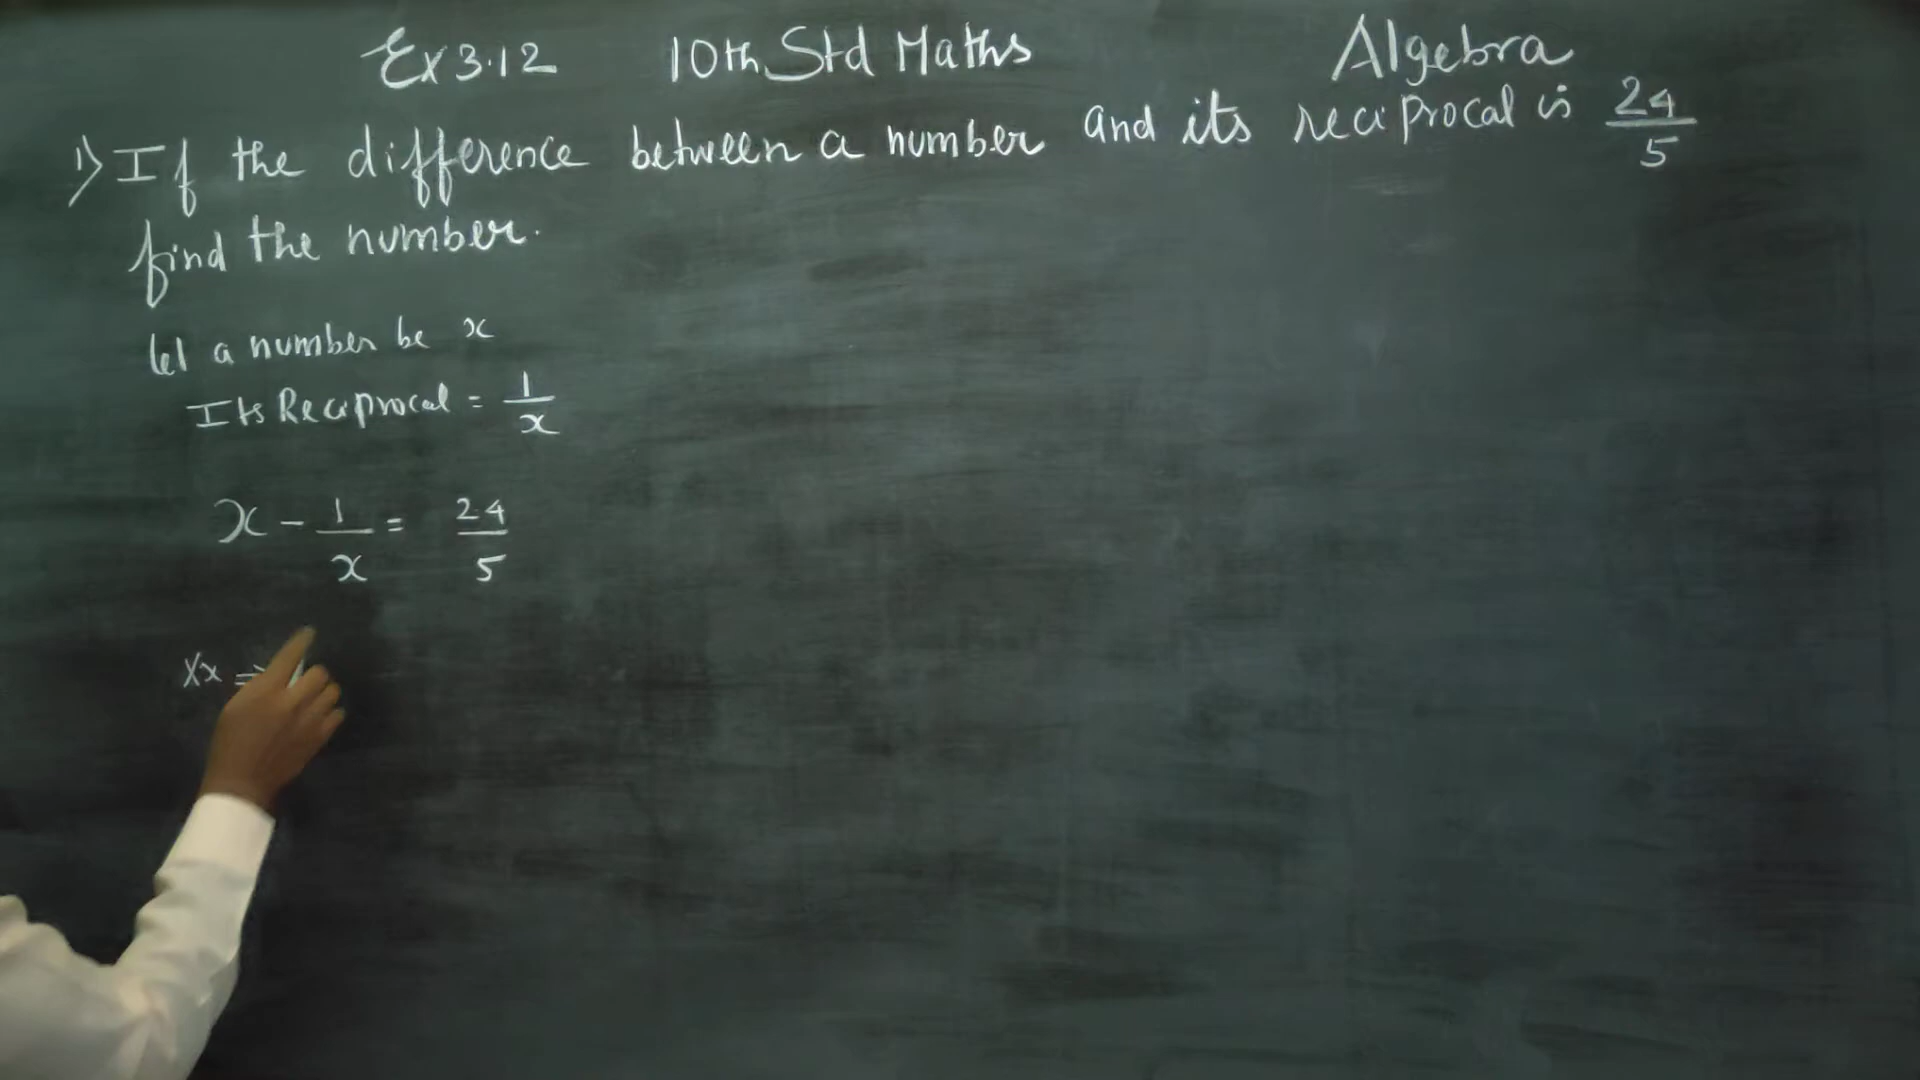 Ex 3.12 10th Std Maths Algebra
1) If the difference between a number and its reciprocal is 24/5
find the number.
let a number be x
Its Reciprocal = 1/x
x - 1/x = 24/5
Xx =